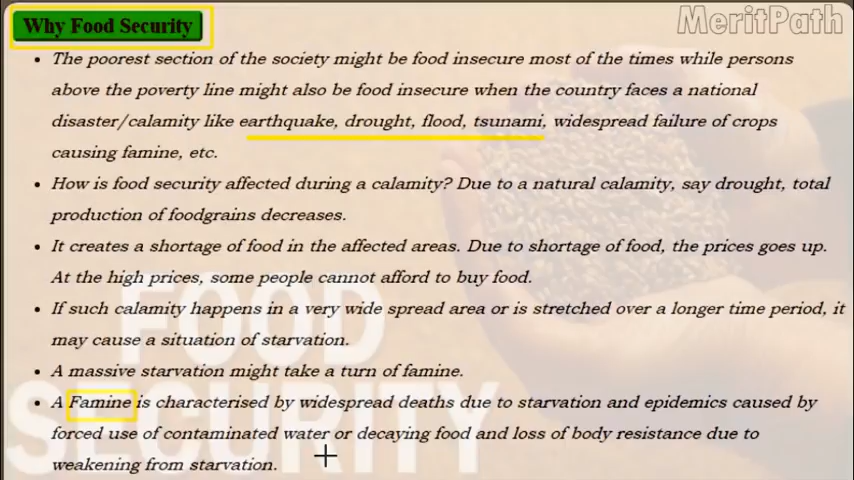 Why Food Security
MeritPath
• The poorest section of the society might be food insecure most of the times while persons
above the poverty line might also be food insecure when the country faces a national
disaster/calamity like earthquake, drought, flood, tsunami, widespread failure of crops
causing famine, etc.
• How is food security affected during a calamity? Due to a natural calamity, say drought, total
production of foodgrains decreases.
• It creates a shortage of food in the affected areas. Due to shortage of food, the prices goes up.
At the high prices, some people cannot afford to buy food.
• If such calamity happens in a very wide spread area or is stretched over a longer time period, it
may cause a situation of starvation.
• A massive starvation might take a turn of famine.
• A Famine is characterised by widespread deaths due to starvation and epidemics caused by
forced use of contaminated water or decaying food and loss of body resistance due to
weakening from starvation.
FOOD
SECURITY